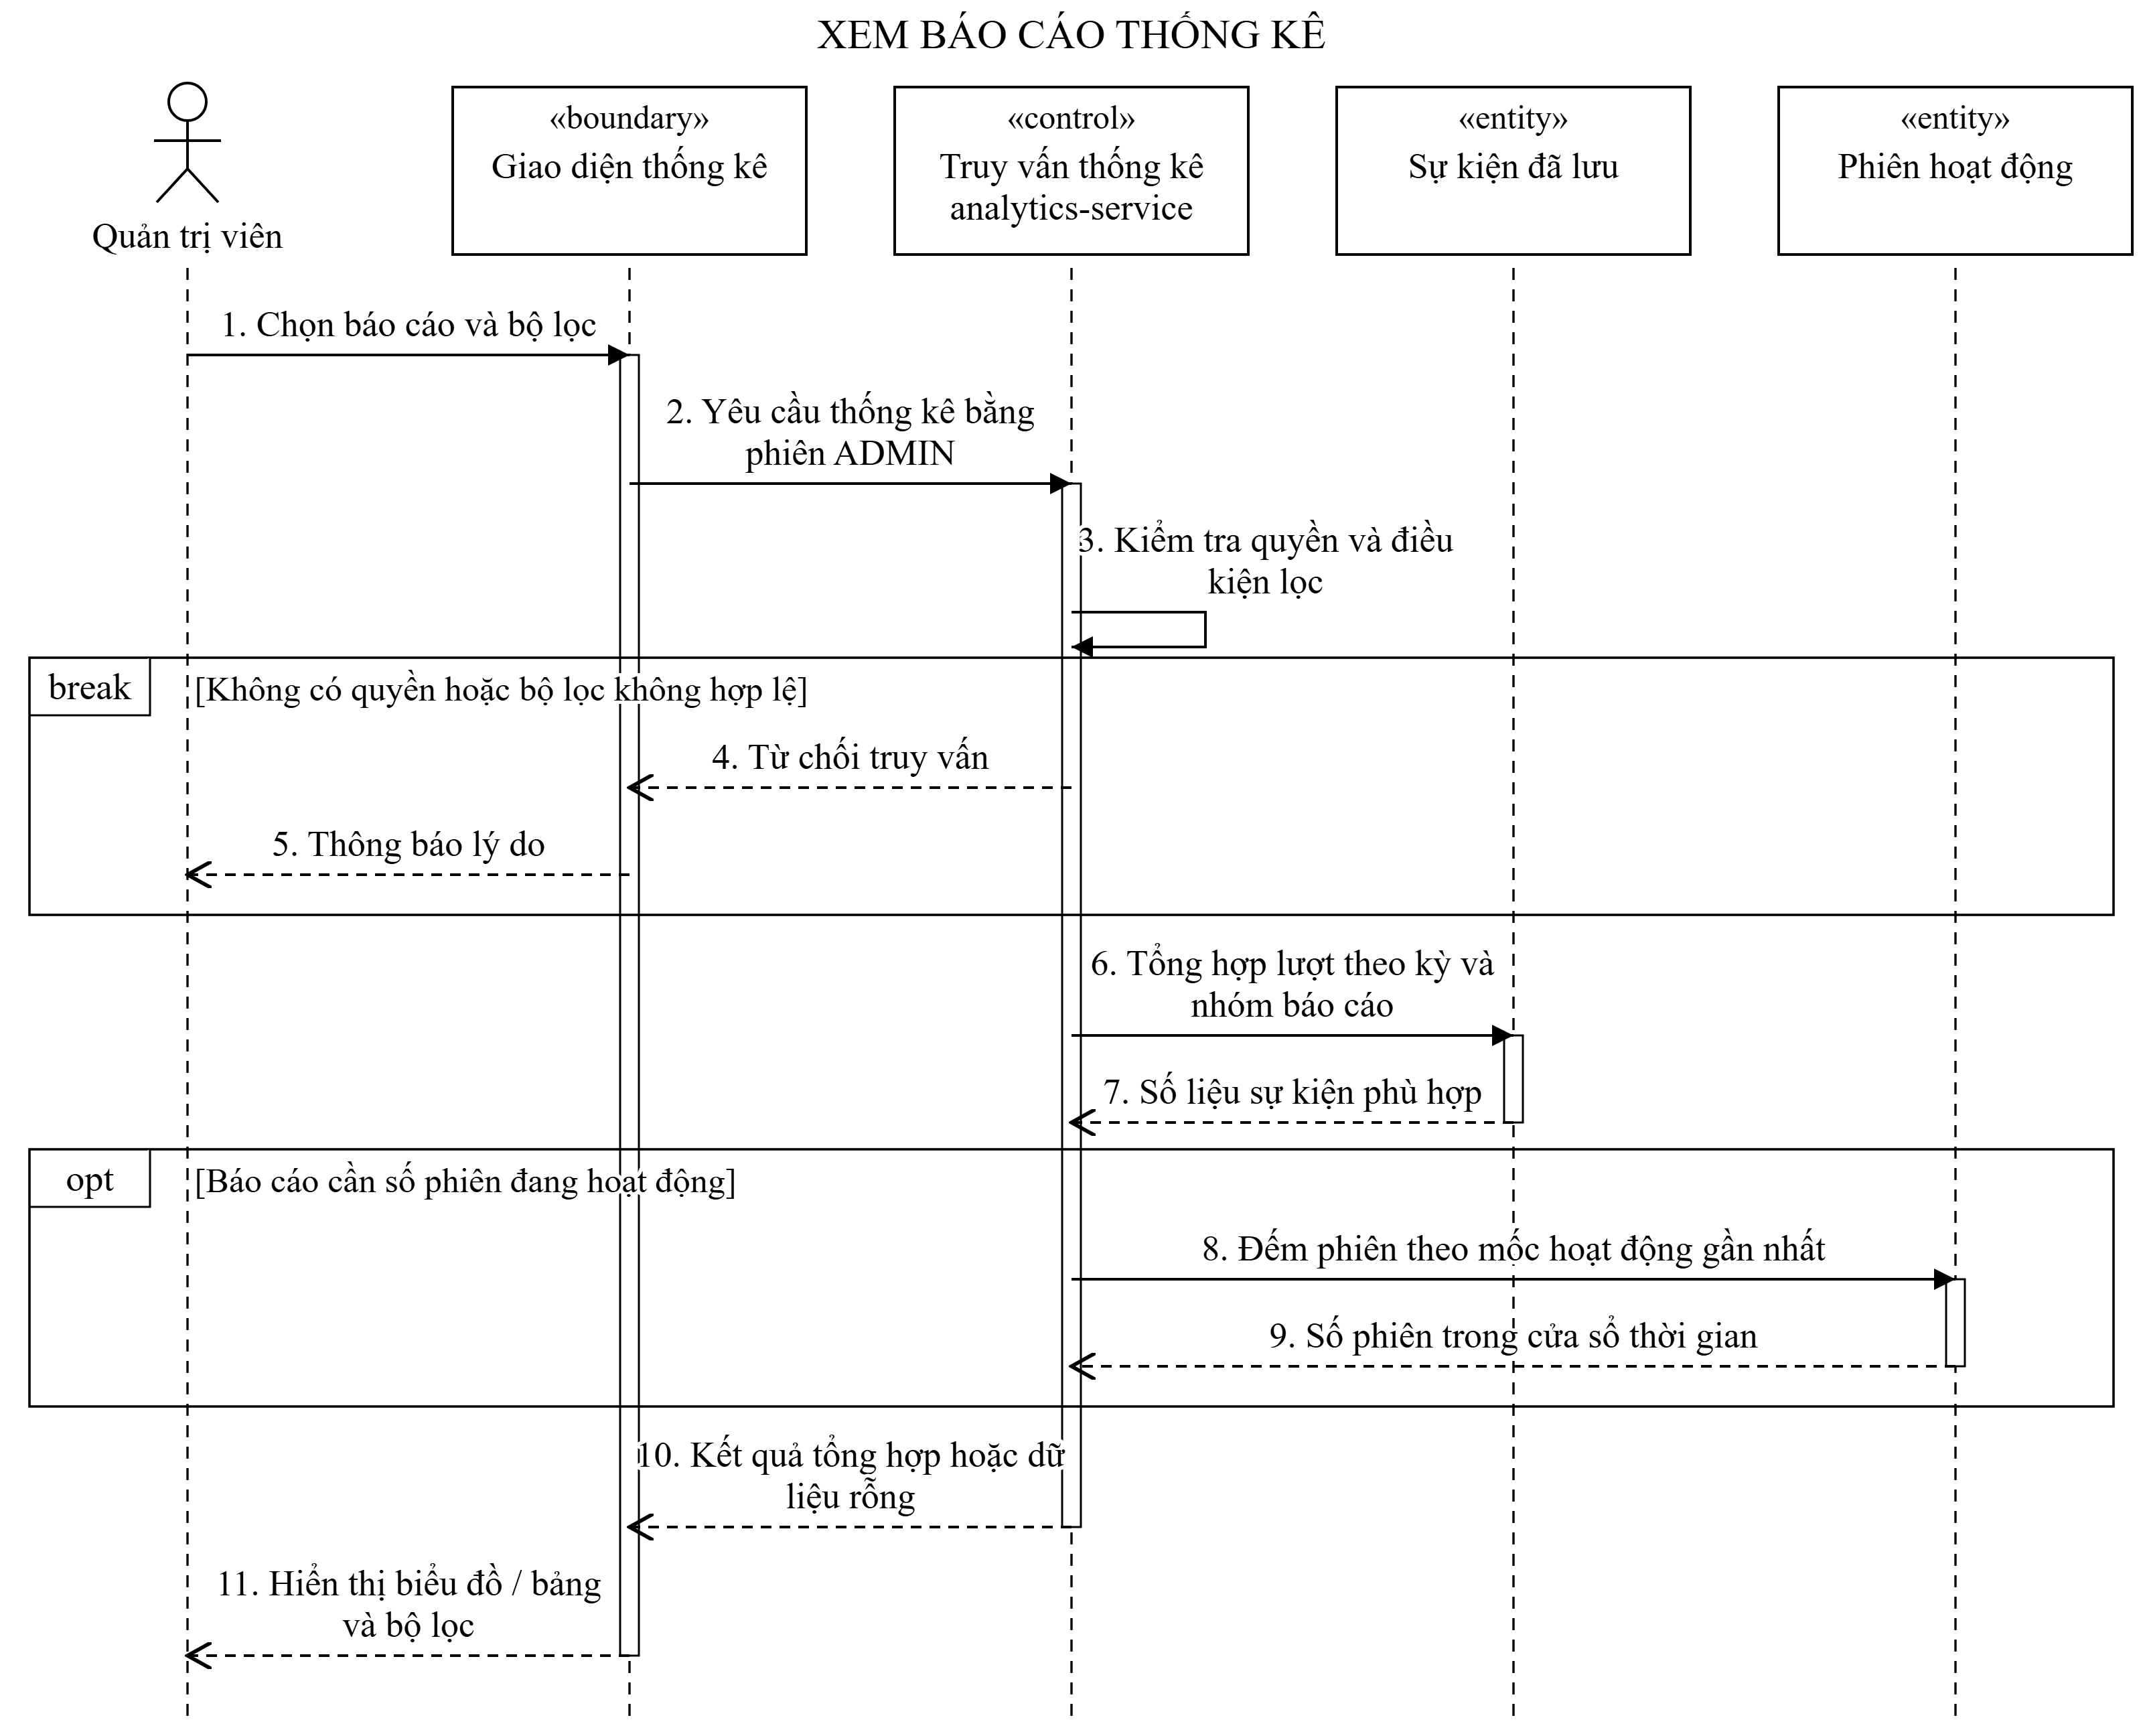 XEM BÁO CÁO THỐNG KÊ
Quản trị viên
«boundary»
Giao diện thống kê
«control»
Truy vấn thống kê
analytics-service
«entity»
Sự kiện đã lưu
«entity»
Phiên hoạt động
1. Chọn báo cáo và bộ lọc
2. Yêu cầu thống kê bằng
phiên ADMIN
3. Kiểm tra quyền và điều
kiện lọc
break
[Không có quyền hoặc bộ lọc không hợp lệ]
4. Từ chối truy vấn
5. Thông báo lý do
6. Tổng hợp lượt theo kỳ và
nhóm báo cáo
7. Số liệu sự kiện phù hợp
opt
[Báo cáo cần số phiên đang hoạt động]
8. Đếm phiên theo mốc hoạt động gần nhất
9. Số phiên trong cửa sổ thời gian
10. Kết quả tổng hợp hoặc dữ
liệu rỗng
11. Hiển thị biểu đồ / bảng
và bộ lọc